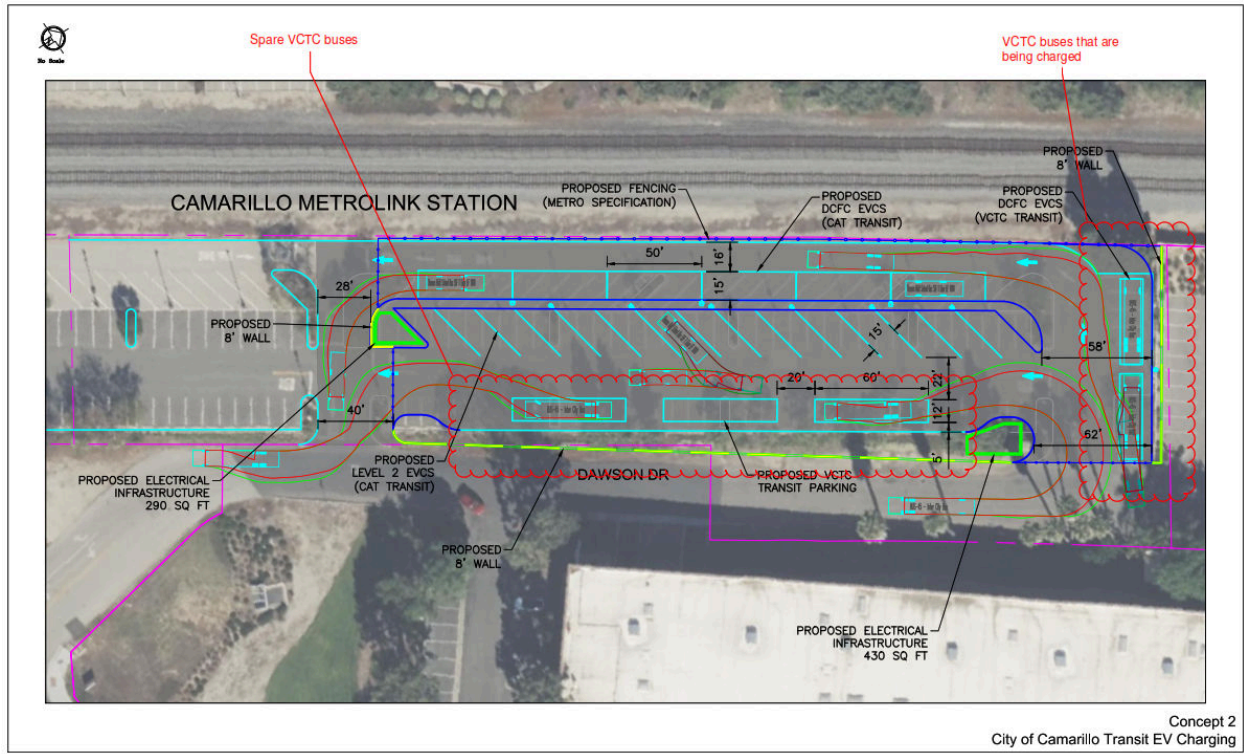 No Scale
Spare VCTC buses
VCTC buses that are
being charged
PROPOSED
8' WALL
CAMARILLO METROLINK STATION
PROPOSED FENCING
(METRO SPECIFICATION)
PROPOSED
DCFC EVCS
(CAT TRANSIT)
PROPOSED
DCFC EVCS
(VCTC TRANSIT)
50'
16'
15'
28'
PROPOSED
8' WALL
15'
58'
22'
20'
60'
12'
40'
5'
62'
PROPOSED
LEVEL 2 EVCS
(CAT TRANSIT)
DAWSON DR
PROPOSED VCTC
TRANSIT PARKING
PROPOSED ELECTRICAL
INFRASTRUCTURE
290 SQ FT
PROPOSED
8' WALL
PROPOSED ELECTRICAL
INFRASTRUCTURE
430 SQ FT
Concept 2
City of Camarillo Transit EV Charging